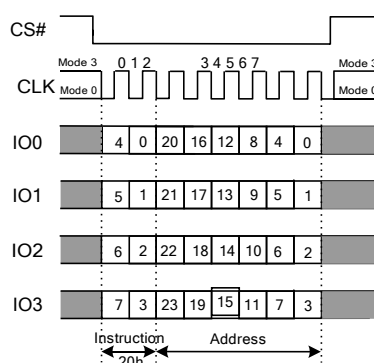 CS#
Mode 3 0 1 2 3 4 5 6 7 Mode 3
CLK Mode 0 Mode 0
IO0 4 0 20 16 12 8 4 0
IO1 5 1 21 17 13 9 5 1
IO2 6 2 22 18 14 10 6 2
IO3 7 3 23 19 15 11 7 3
Instruction Address
20h